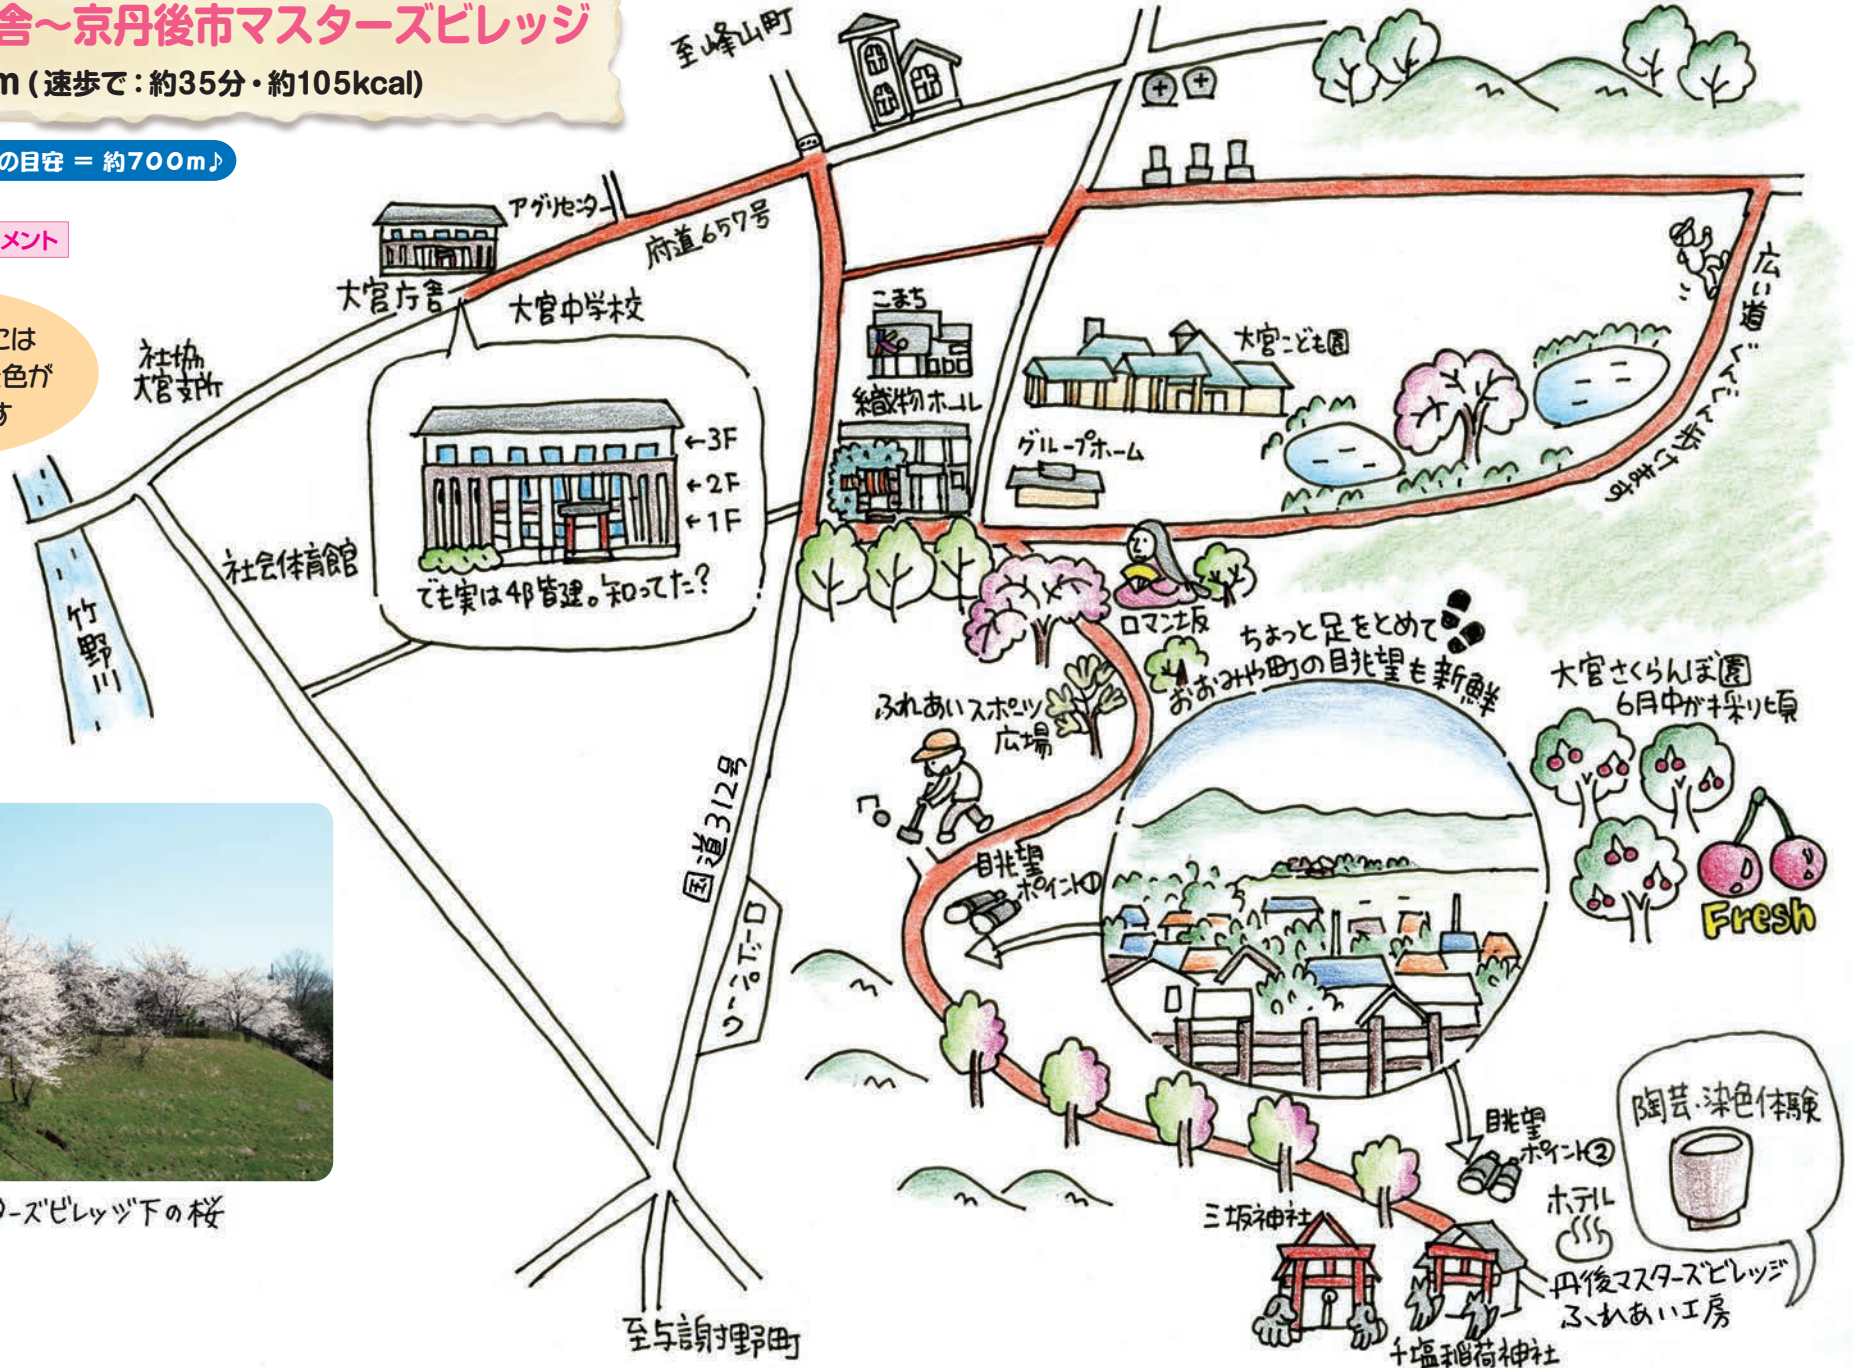 舎～京丹後市マスターズビレッジ
m (速歩で：約35分・約105kcal)
の目安 ＝ 約700m♪
メント
には
景色が
す
至峰山町
アグリセンター
府道657号
大宮庁舎
大宮中学校
社協
大宮支所
←3F
←2F
←1F
でも実は4階建。知ってた？
社会体育館
竹野川
こまち
織物ホール
大宮こども園
グループホーム
広い道 ぐんぐん歩けます
ロマン坂
ちょっと足をとめて
おおみや町の眺望も新鮮
大宮さくらんぼ園
6月中が採り頃
Fresh
ふれあいスポーツ
広場
眺望
ポイント①
国道312号
ターズビレッジ下の桜
眺望
ポイント②
陶芸・染色体験
ホテル
三坂神社
丹後マスターズビレッジ
ふれあい工房
千塩稲荷神社
至与謝野町